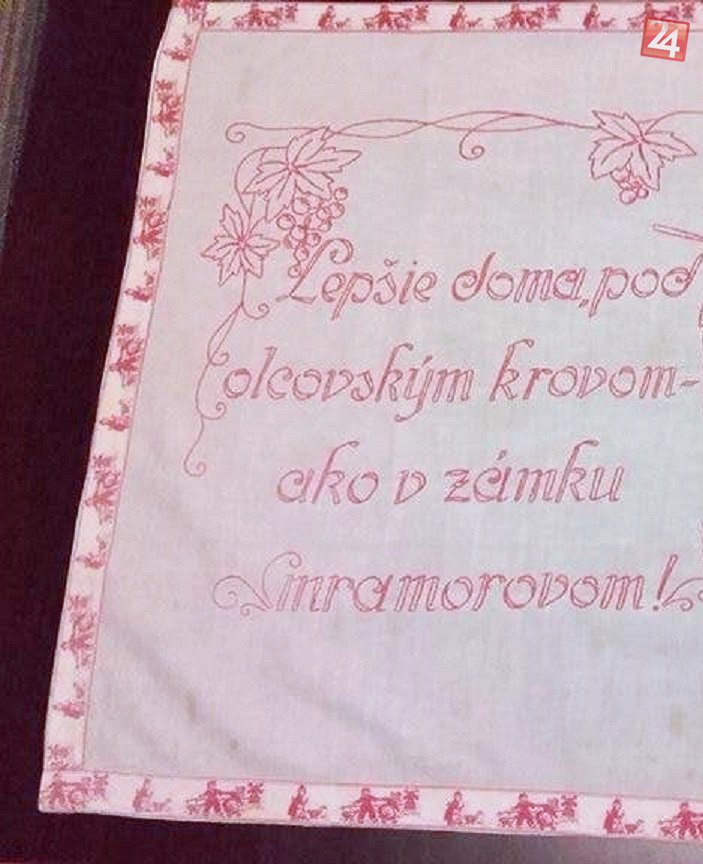 24
Lepšie doma, pod
olcovským krovom-
ako v zámku
mramorovom!